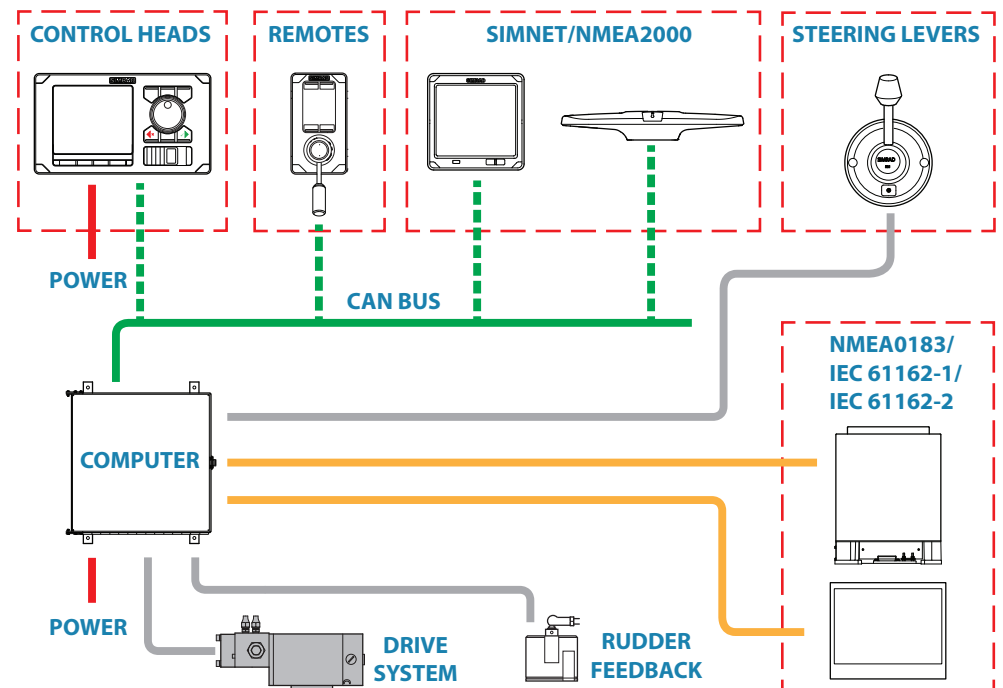 CONTROL HEADS
REMOTES
SIMNET/NMEA2000
STEERING LEVERS
SIMRAD
POWER
CAN BUS
NMEA0183/
IEC 61162-1/
IEC 61162-2
COMPUTER
POWER
DRIVE
SYSTEM
RUDDER
FEEDBACK